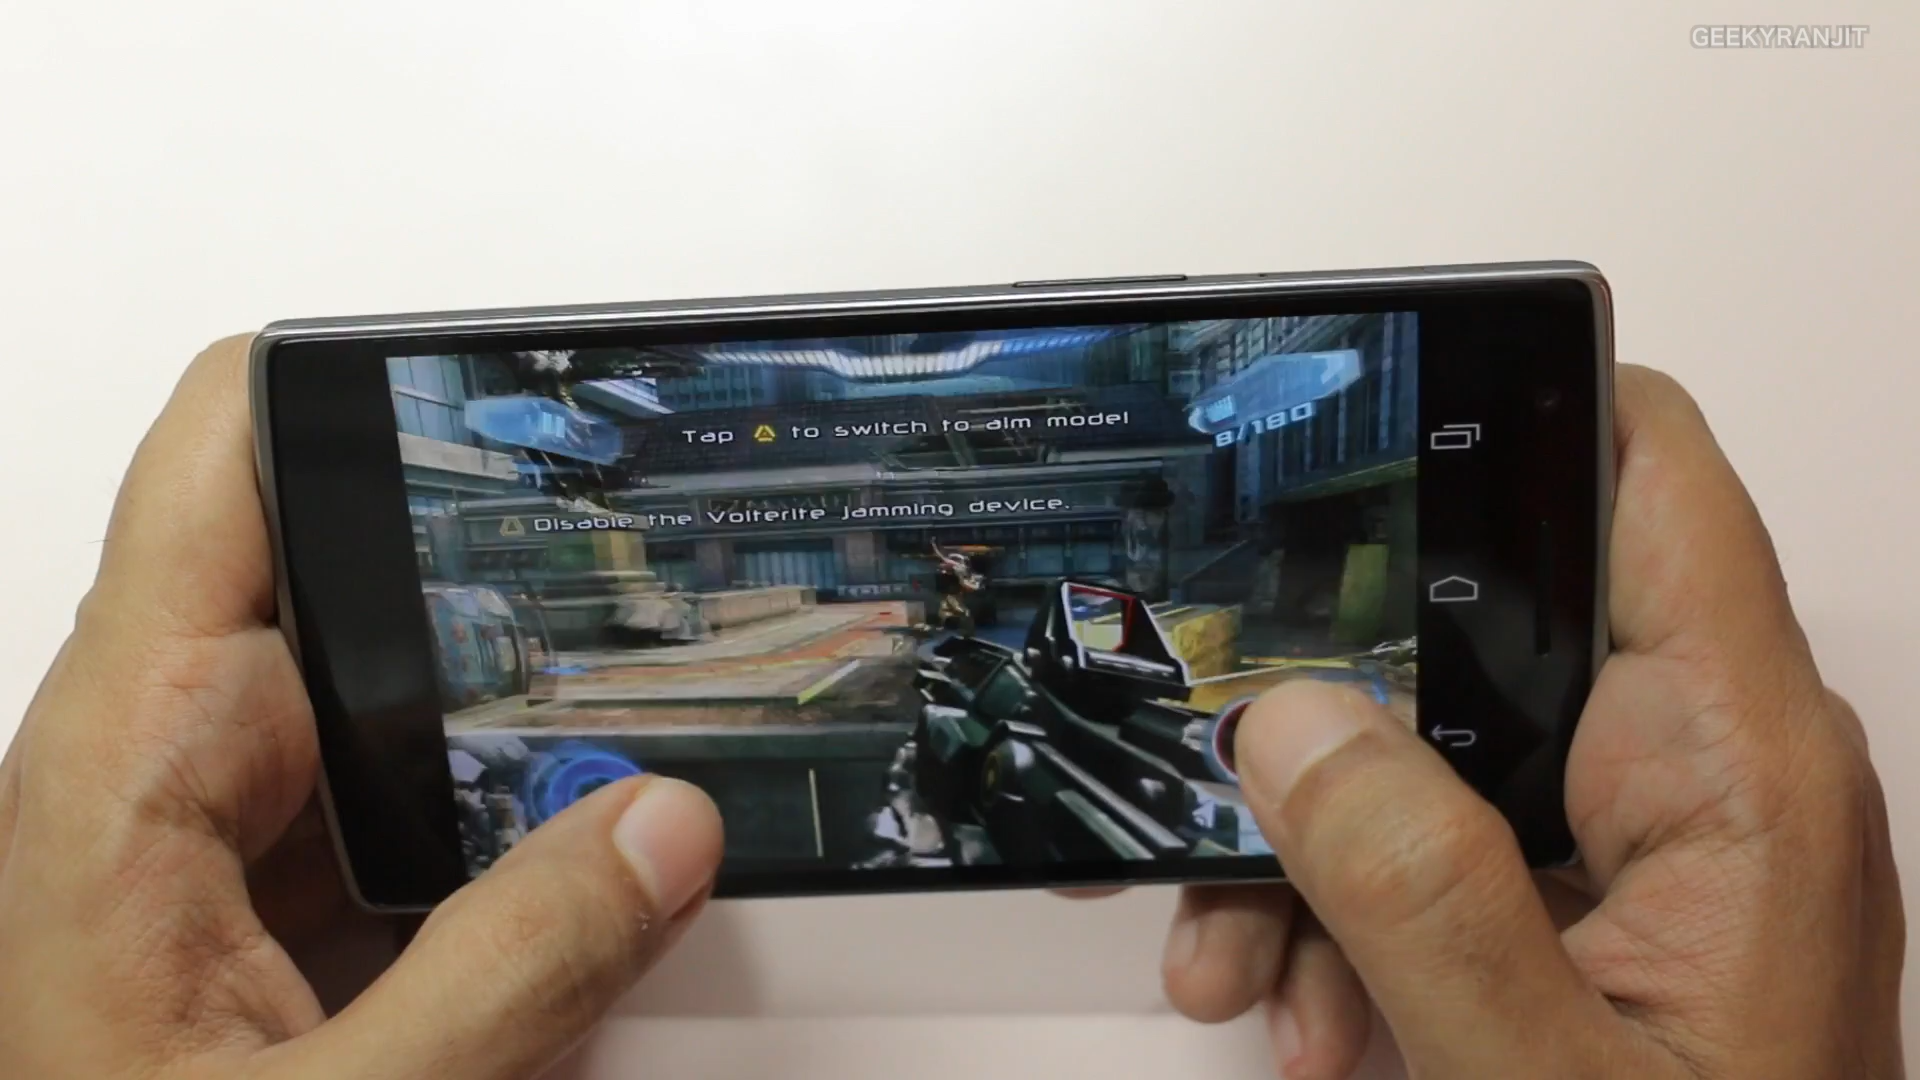 GEEKYRANJIT
Tap to switch to aim model
8/180
Disable the Volterite jamming device.